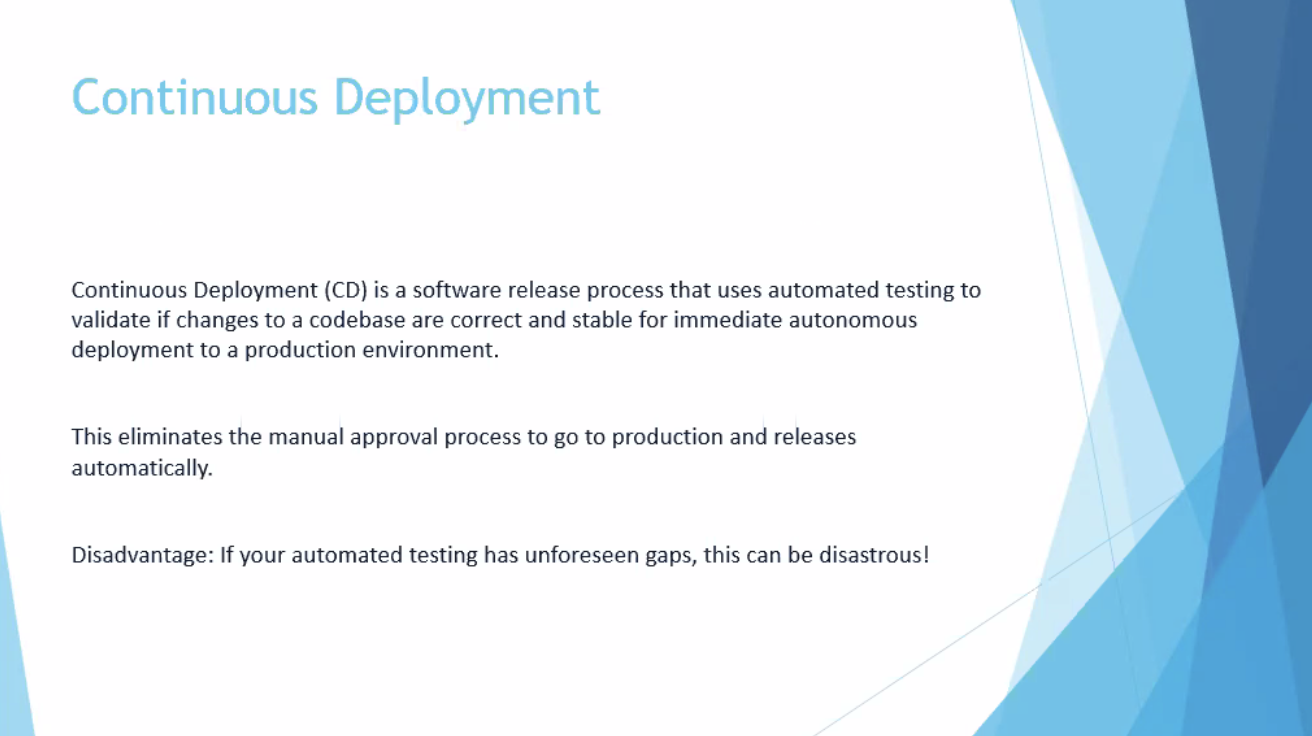 Continuous Deployment
Continuous Deployment (CD) is a software release process that uses automated testing to
validate if changes to a codebase are correct and stable for immediate autonomous
deployment to a production environment.
This eliminates the manual approval process to go to production and releases
automatically.
Disadvantage: If your automated testing has unforeseen gaps, this can be disastrous!